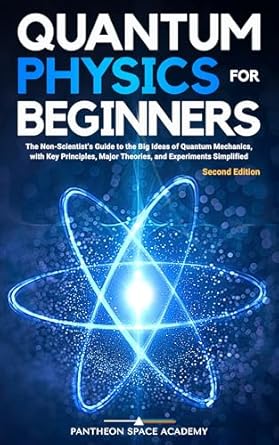 QUANTUM
PHYSICS FOR
BEGINNERS
The Non-Scientist's Guide to the Big Ideas of Quantum Mechanics,
with Key Principles, Major Theories, and Experiments Simplified
Second Edition
PANTHEON SPACE ACADEMY